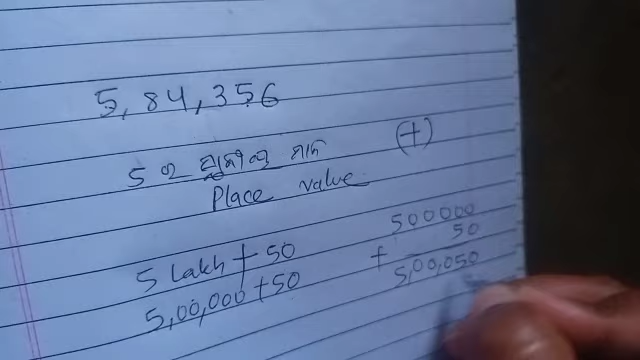 5,84,356
5 ର ସ୍ଥାନୀୟ ମାନ (+)
Place value
5 lakh + 50
5,00,000 + 50
500000
+ 50
5,00,050